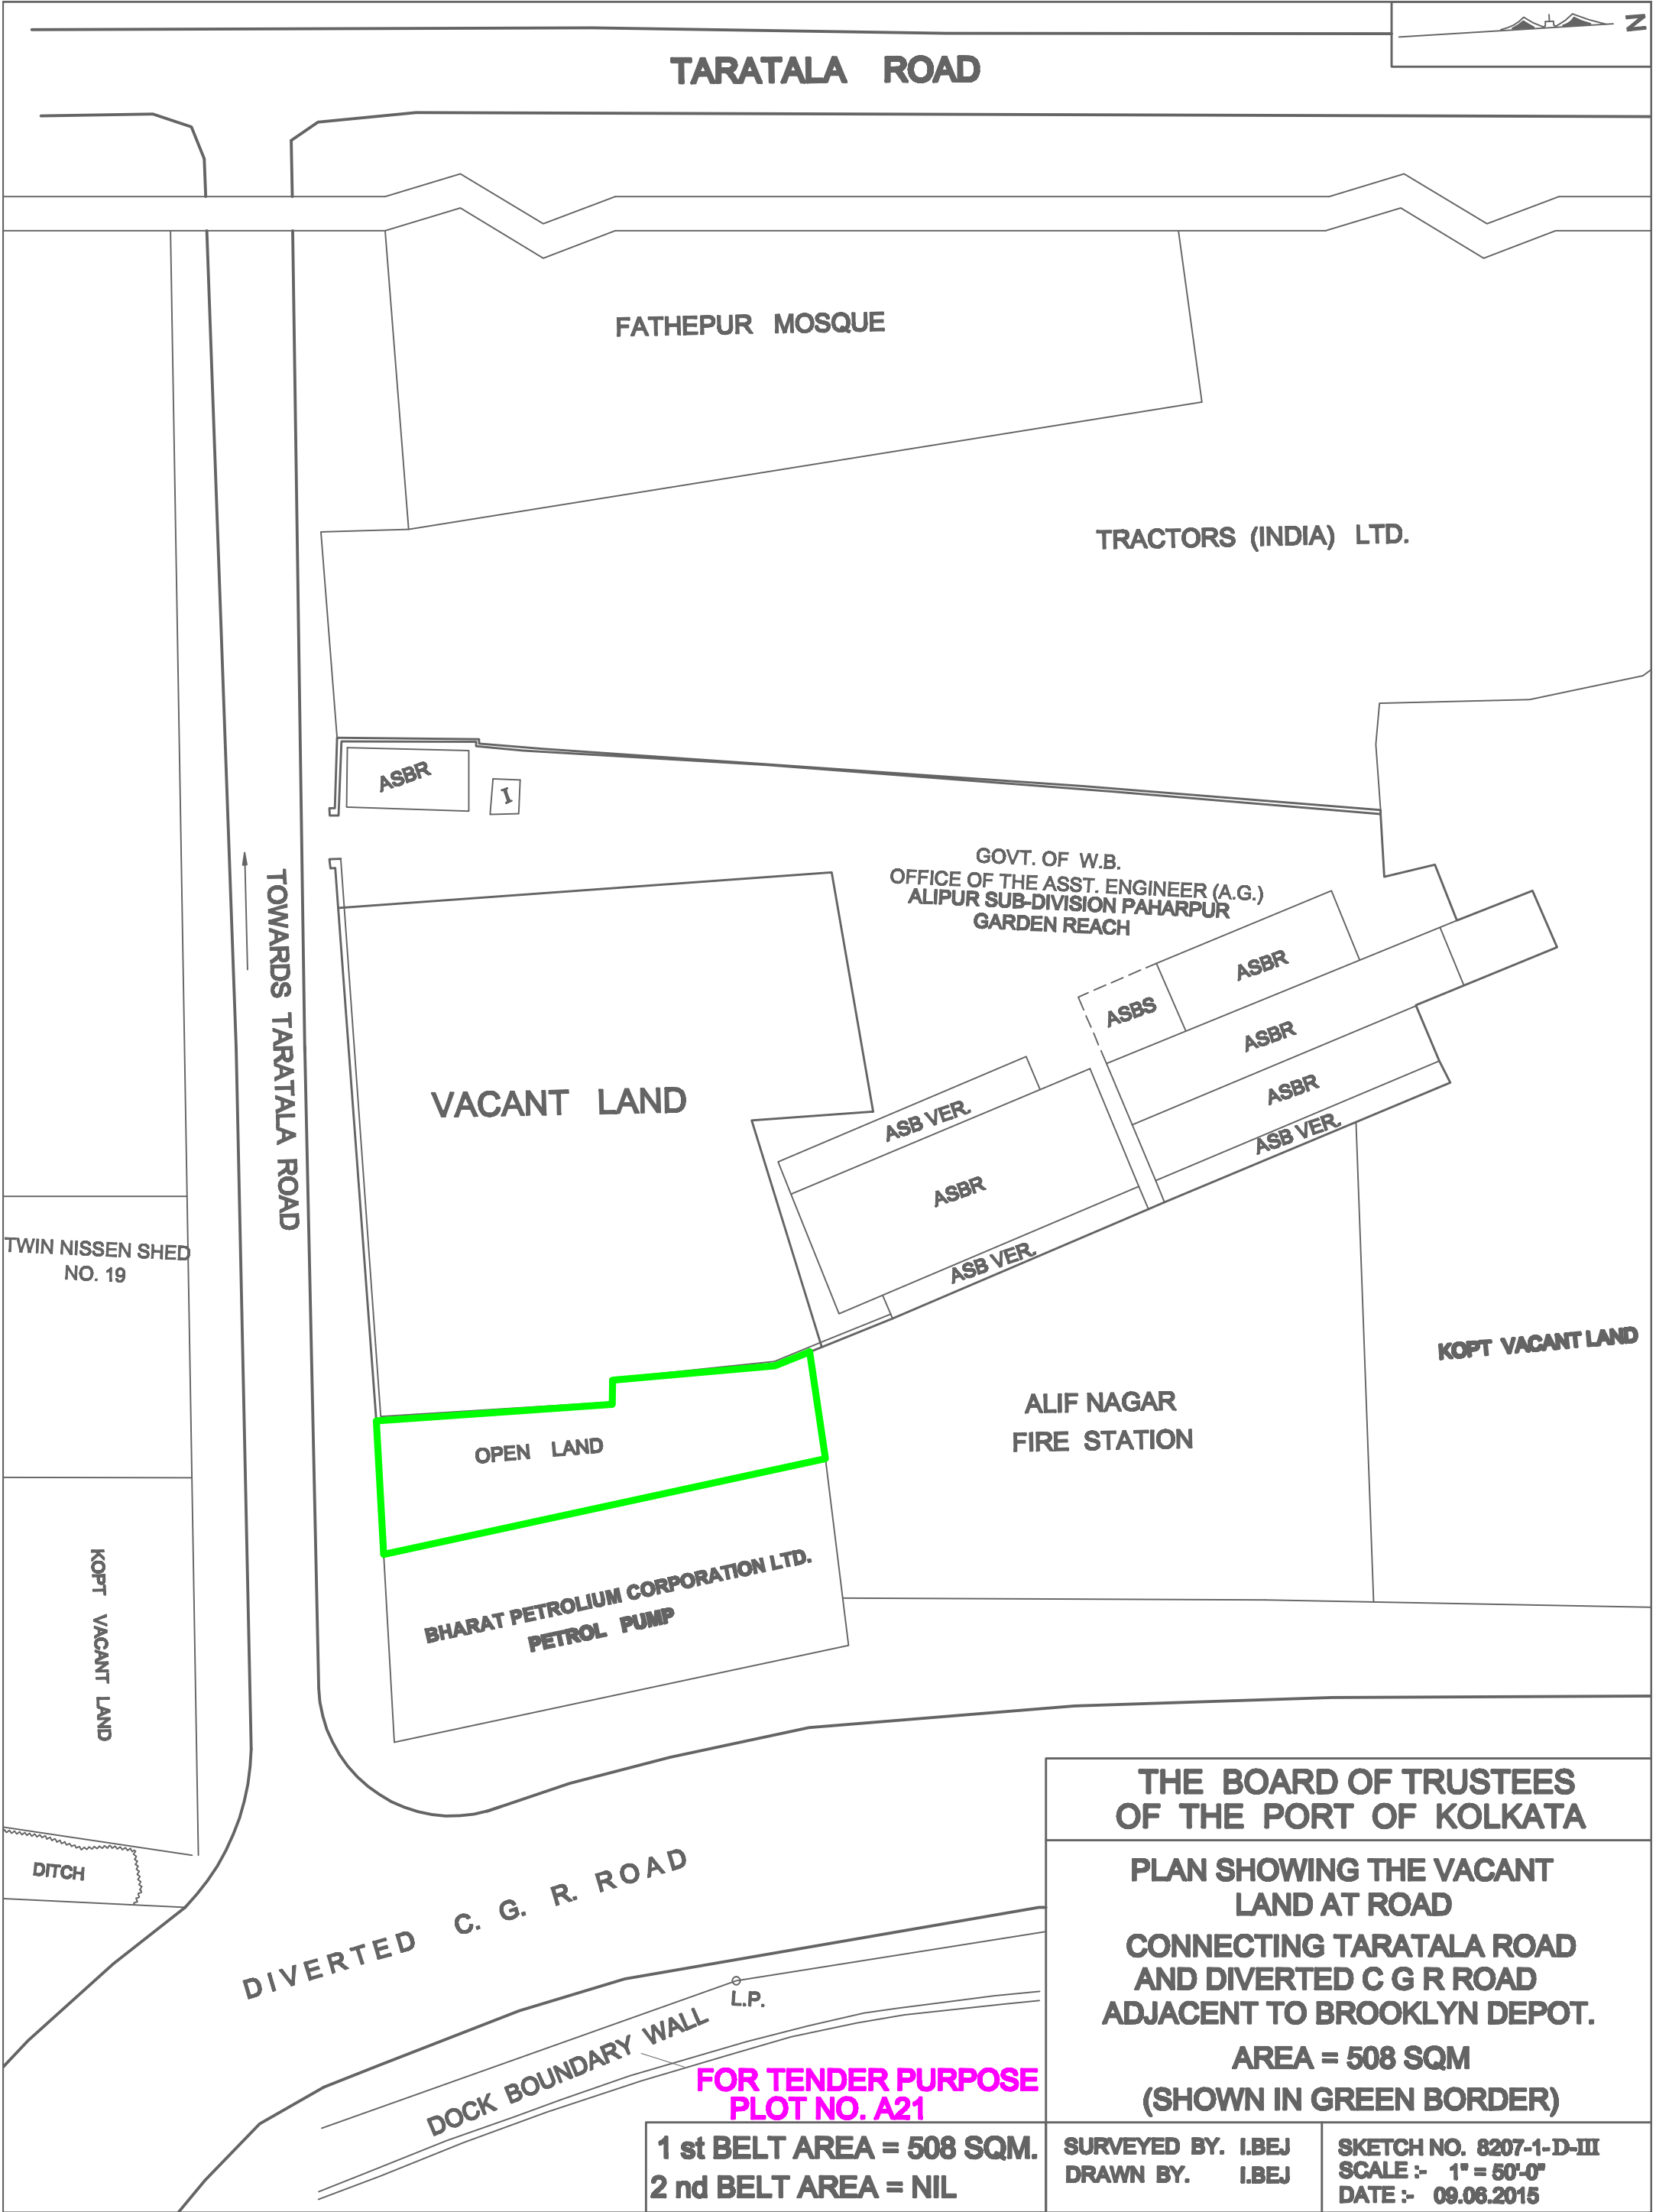 N
TARATALA ROAD
FATHEPUR MOSQUE
TRACTORS (INDIA) LTD.
ASBR
I
GOVT. OF W.B.
OFFICE OF THE ASST. ENGINEER (A.G.)
ALIPUR SUB-DIVISION PAHARPUR
GARDEN REACH
TOWARDS TARATALA ROAD
ASBR
ASBS
ASBR
ASBR
ASB VER.
VACANT LAND
ASB VER.
ASBR
ASB VER.
TWIN NISSEN SHED
NO. 19
KOPT VACANT LAND
ALIF NAGAR
FIRE STATION
OPEN LAND
BHARAT PETROLIUM CORPORATION LTD.
PETROL PUMP
KOPT VACANT LAND
DITCH
DIVERTED C. G. R. ROAD
L.P.
DOCK BOUNDARY WALL
FOR TENDER PURPOSE
PLOT NO. A21
1 st BELT AREA = 508 SQM.
2 nd BELT AREA = NIL
THE BOARD OF TRUSTEES
OF THE PORT OF KOLKATA
PLAN SHOWING THE VACANT
LAND AT ROAD
CONNECTING TARATALA ROAD
AND DIVERTED C G R ROAD
ADJACENT TO BROOKLYN DEPOT.
AREA = 508 SQM
(SHOWN IN GREEN BORDER)
SURVEYED BY. I.BEJ
DRAWN BY. I.BEJ
SKETCH NO. 8207-1-D-III
SCALE :- 1" = 50'-0"
DATE :- 09.06.2015